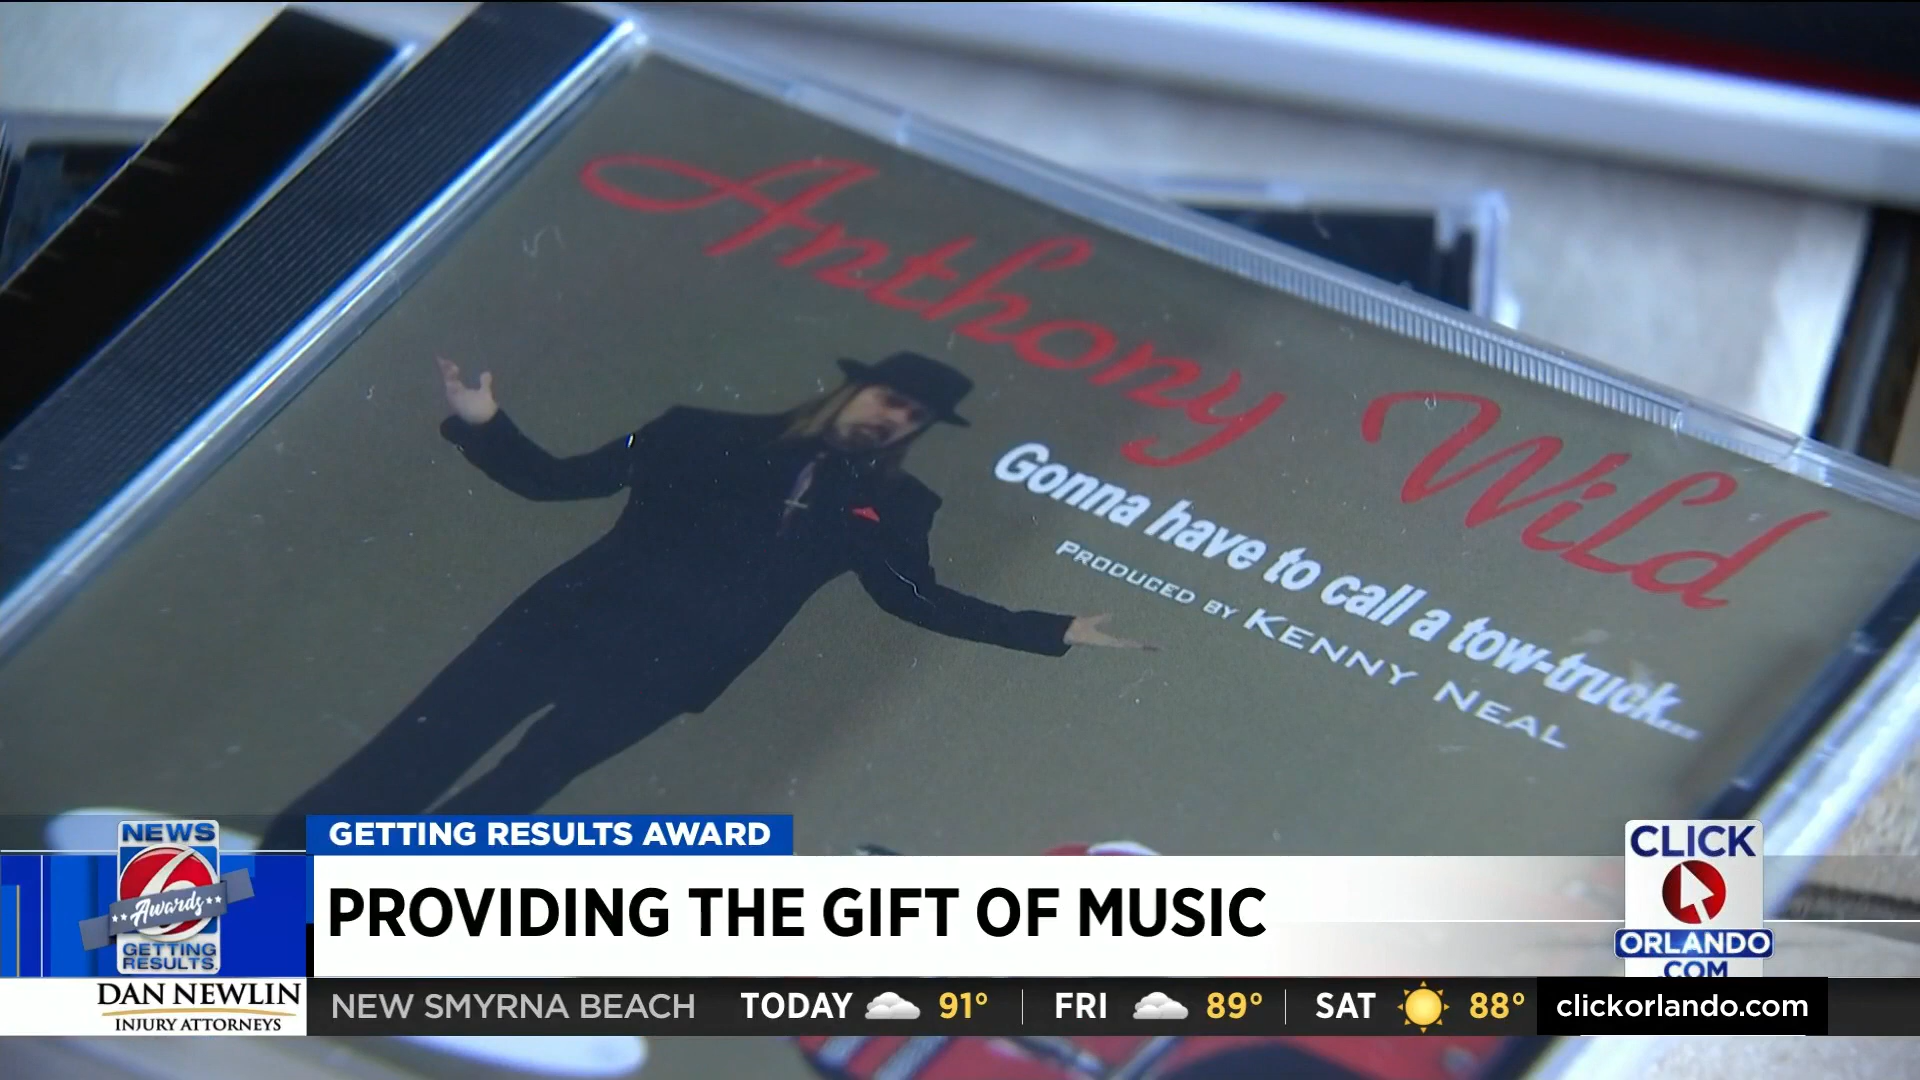 Anthony Wild
Gonna have to call a tow-truck...
PRODUCED BY KENNY NEAL
NEWS
6
Awards
GETTING
RESULTS.
GETTING RESULTS AWARD
PROVIDING THE GIFT OF MUSIC
CLICK
ORLANDO
.COM
DAN NEWLIN
INJURY ATTORNEYS
NEW SMYRNA BEACH TODAY 91° FRI 89° SAT 88°
clickorlando.com